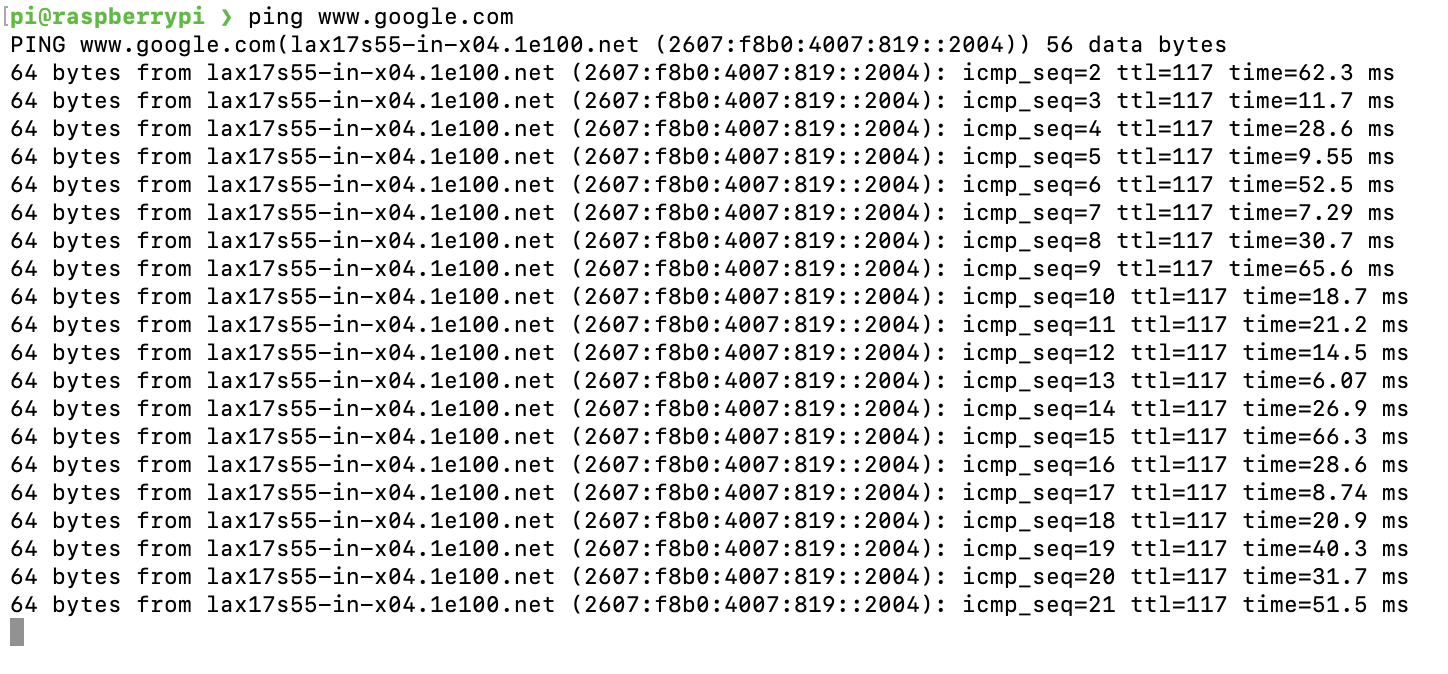 pi@raspberrypi ❯ ping www.google.com
PING www.google.com(lax17s55-in-x04.1e100.net (2607:f8b0:4007:819::2004)) 56 data bytes
64 bytes from lax17s55-in-x04.1e100.net (2607:f8b0:4007:819::2004): icmp_seq=2 ttl=117 time=62.3 ms
64 bytes from lax17s55-in-x04.1e100.net (2607:f8b0:4007:819::2004): icmp_seq=3 ttl=117 time=11.7 ms
64 bytes from lax17s55-in-x04.1e100.net (2607:f8b0:4007:819::2004): icmp_seq=4 ttl=117 time=28.6 ms
64 bytes from lax17s55-in-x04.1e100.net (2607:f8b0:4007:819::2004): icmp_seq=5 ttl=117 time=9.55 ms
64 bytes from lax17s55-in-x04.1e100.net (2607:f8b0:4007:819::2004): icmp_seq=6 ttl=117 time=52.5 ms
64 bytes from lax17s55-in-x04.1e100.net (2607:f8b0:4007:819::2004): icmp_seq=7 ttl=117 time=7.29 ms
64 bytes from lax17s55-in-x04.1e100.net (2607:f8b0:4007:819::2004): icmp_seq=8 ttl=117 time=30.7 ms
64 bytes from lax17s55-in-x04.1e100.net (2607:f8b0:4007:819::2004): icmp_seq=9 ttl=117 time=65.6 ms
64 bytes from lax17s55-in-x04.1e100.net (2607:f8b0:4007:819::2004): icmp_seq=10 ttl=117 time=18.7 ms
64 bytes from lax17s55-in-x04.1e100.net (2607:f8b0:4007:819::2004): icmp_seq=11 ttl=117 time=21.2 ms
64 bytes from lax17s55-in-x04.1e100.net (2607:f8b0:4007:819::2004): icmp_seq=12 ttl=117 time=14.5 ms
64 bytes from lax17s55-in-x04.1e100.net (2607:f8b0:4007:819::2004): icmp_seq=13 ttl=117 time=6.07 ms
64 bytes from lax17s55-in-x04.1e100.net (2607:f8b0:4007:819::2004): icmp_seq=14 ttl=117 time=26.9 ms
64 bytes from lax17s55-in-x04.1e100.net (2607:f8b0:4007:819::2004): icmp_seq=15 ttl=117 time=66.3 ms
64 bytes from lax17s55-in-x04.1e100.net (2607:f8b0:4007:819::2004): icmp_seq=16 ttl=117 time=28.6 ms
64 bytes from lax17s55-in-x04.1e100.net (2607:f8b0:4007:819::2004): icmp_seq=17 ttl=117 time=8.74 ms
64 bytes from lax17s55-in-x04.1e100.net (2607:f8b0:4007:819::2004): icmp_seq=18 ttl=117 time=20.9 ms
64 bytes from lax17s55-in-x04.1e100.net (2607:f8b0:4007:819::2004): icmp_seq=19 ttl=117 time=40.3 ms
64 bytes from lax17s55-in-x04.1e100.net (2607:f8b0:4007:819::2004): icmp_seq=20 ttl=117 time=31.7 ms
64 bytes from lax17s55-in-x04.1e100.net (2607:f8b0:4007:819::2004): icmp_seq=21 ttl=117 time=51.5 ms